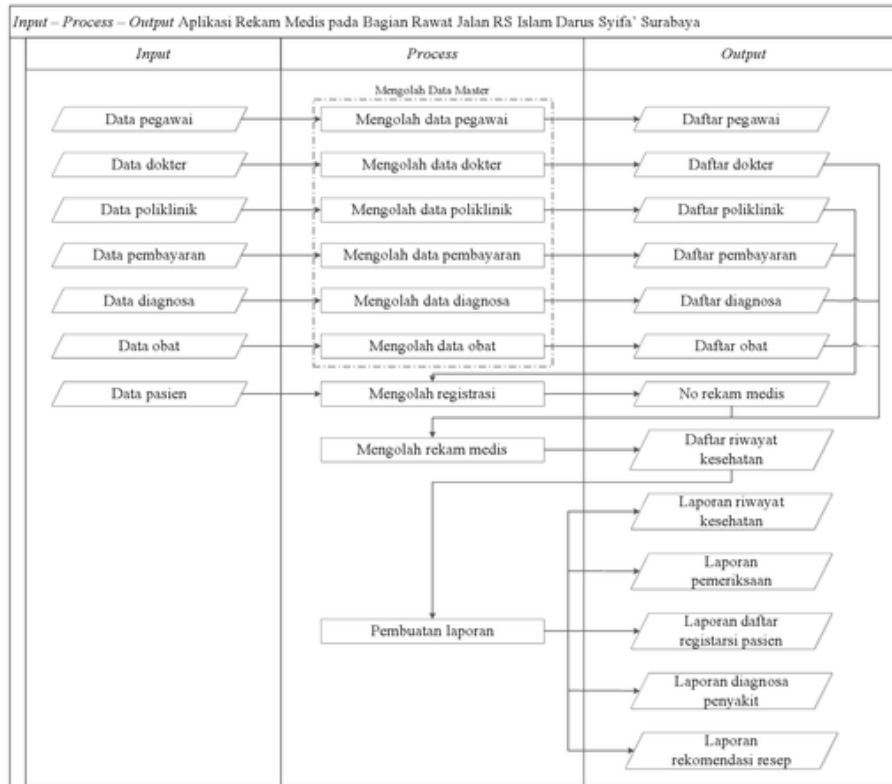 Input – Process – Output Aplikasi Rekam Medis pada Bagian Rawat Jalan RS Islam Darus Syifa’ Surabaya
Input
Process
Output
Mengolah Data Master
Data pegawai
Mengolah data pegawai
Daftar pegawai
Data dokter
Mengolah data dokter
Daftar dokter
Data poliklinik
Mengolah data poliklinik
Daftar poliklinik
Data pembayaran
Mengolah data pembayaran
Daftar pembayaran
Data diagnosa
Mengolah data diagnosa
Daftar diagnosa
Data obat
Mengolah data obat
Daftar obat
Data pasien
Mengolah registrasi
No rekam medis
Mengolah rekam medis
Daftar riwayat
kesehatan
Laporan riwayat
kesehatan
Laporan
pemeriksaan
Pembuatan laporan
Laporan daftar
registarsi pasien
Laporan diagnosa
penyakit
Laporan
rekomendasi resep